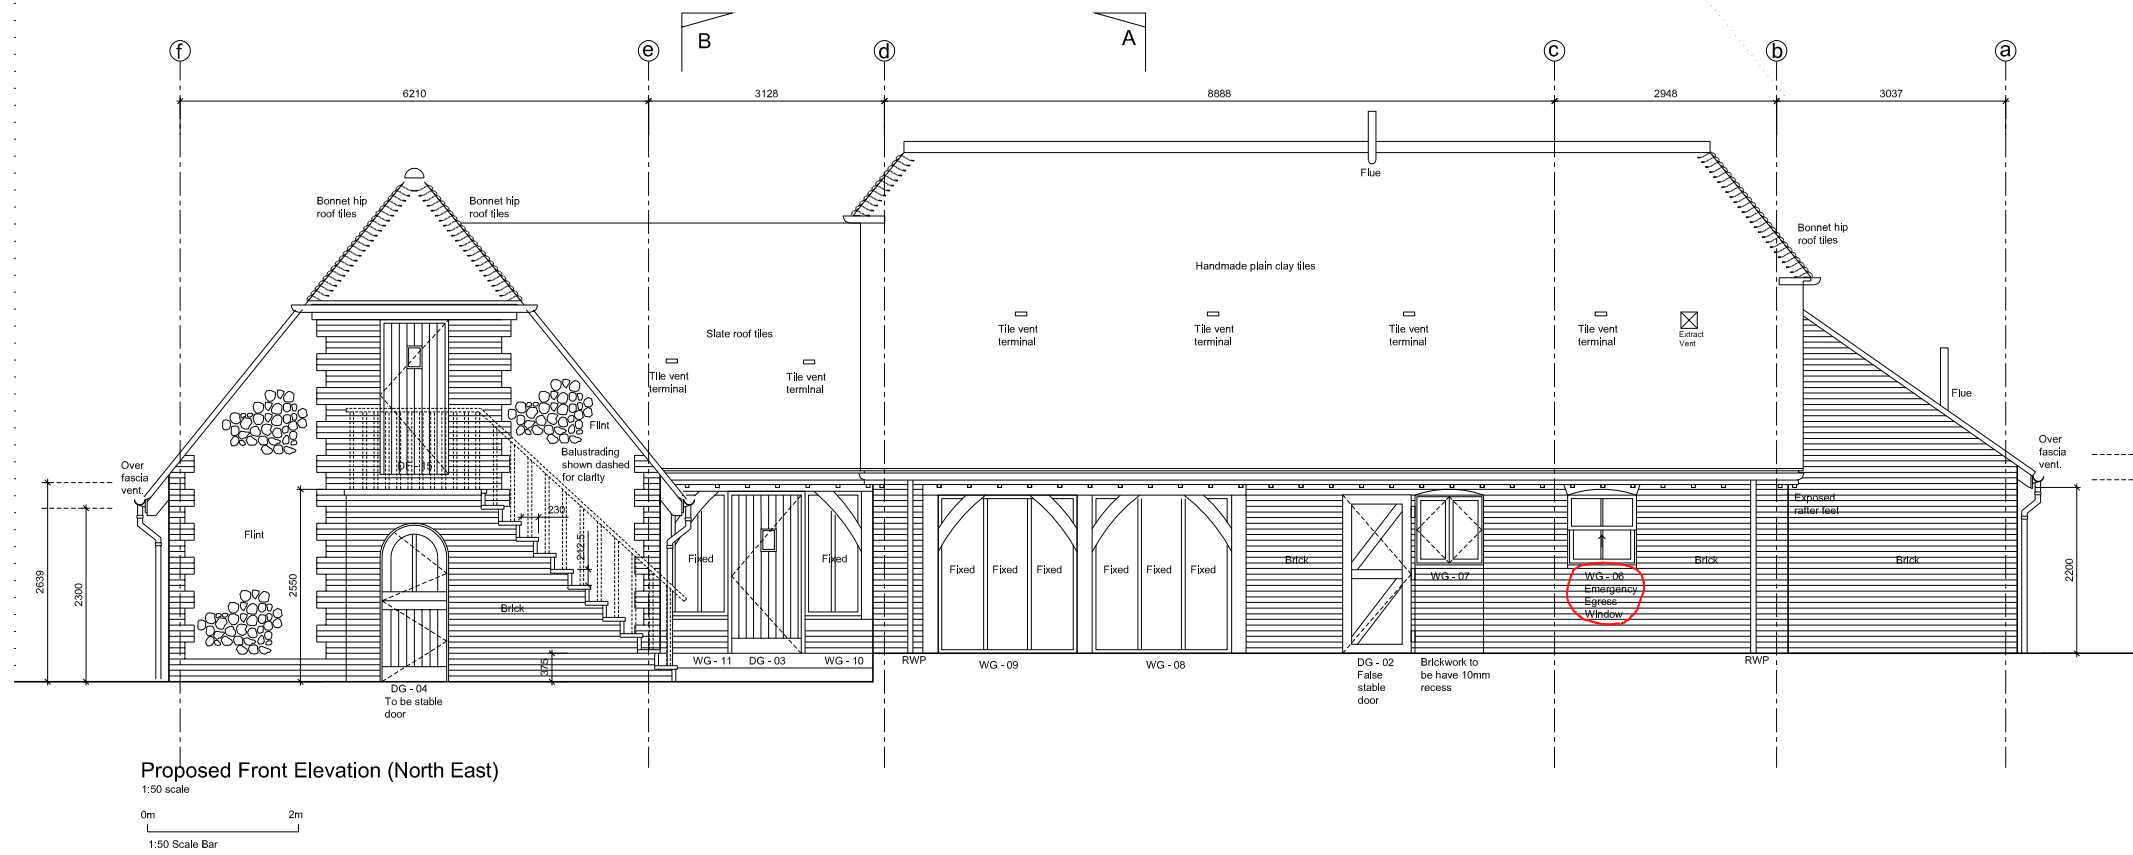 B
A
f
e
d
c
b
a
6210
3128
8888
2948
3037
Flue
Bonnet hip
roof tiles
Bonnet hip
roof tiles
Bonnet hip
roof tiles
Handmade plain clay tiles
Slate roof tiles
Tile vent
terminal
Tile vent
terminal
Tile vent
terminal
Tile vent
terminal
Extract
Vent
Tile vent
terminal
Tile vent
terminal
Flue
Flint
Balustrading
shown dashed
for clarity
Over
fascia
vent.
Over
fascia
vent.
DF - 15
Exposed
rafter feet
230
212.5
Flint
2639
2300
2550
375
2200
Brick
Fixed
Fixed
Fixed
Fixed
Fixed
Fixed
Fixed
Fixed
Brick
Brick
Brick
WG - 07
WG - 06
Emergency
Egress
Window
WG - 11
DG - 03
WG - 10
RWP
WG - 09
WG - 08
RWP
DG - 02
False
stable
door
Brickwork to
be have 10mm
recess
DG - 04
To be stable
door
Proposed Front Elevation (North East)
1:50 scale
0m
2m
1:50 Scale Bar